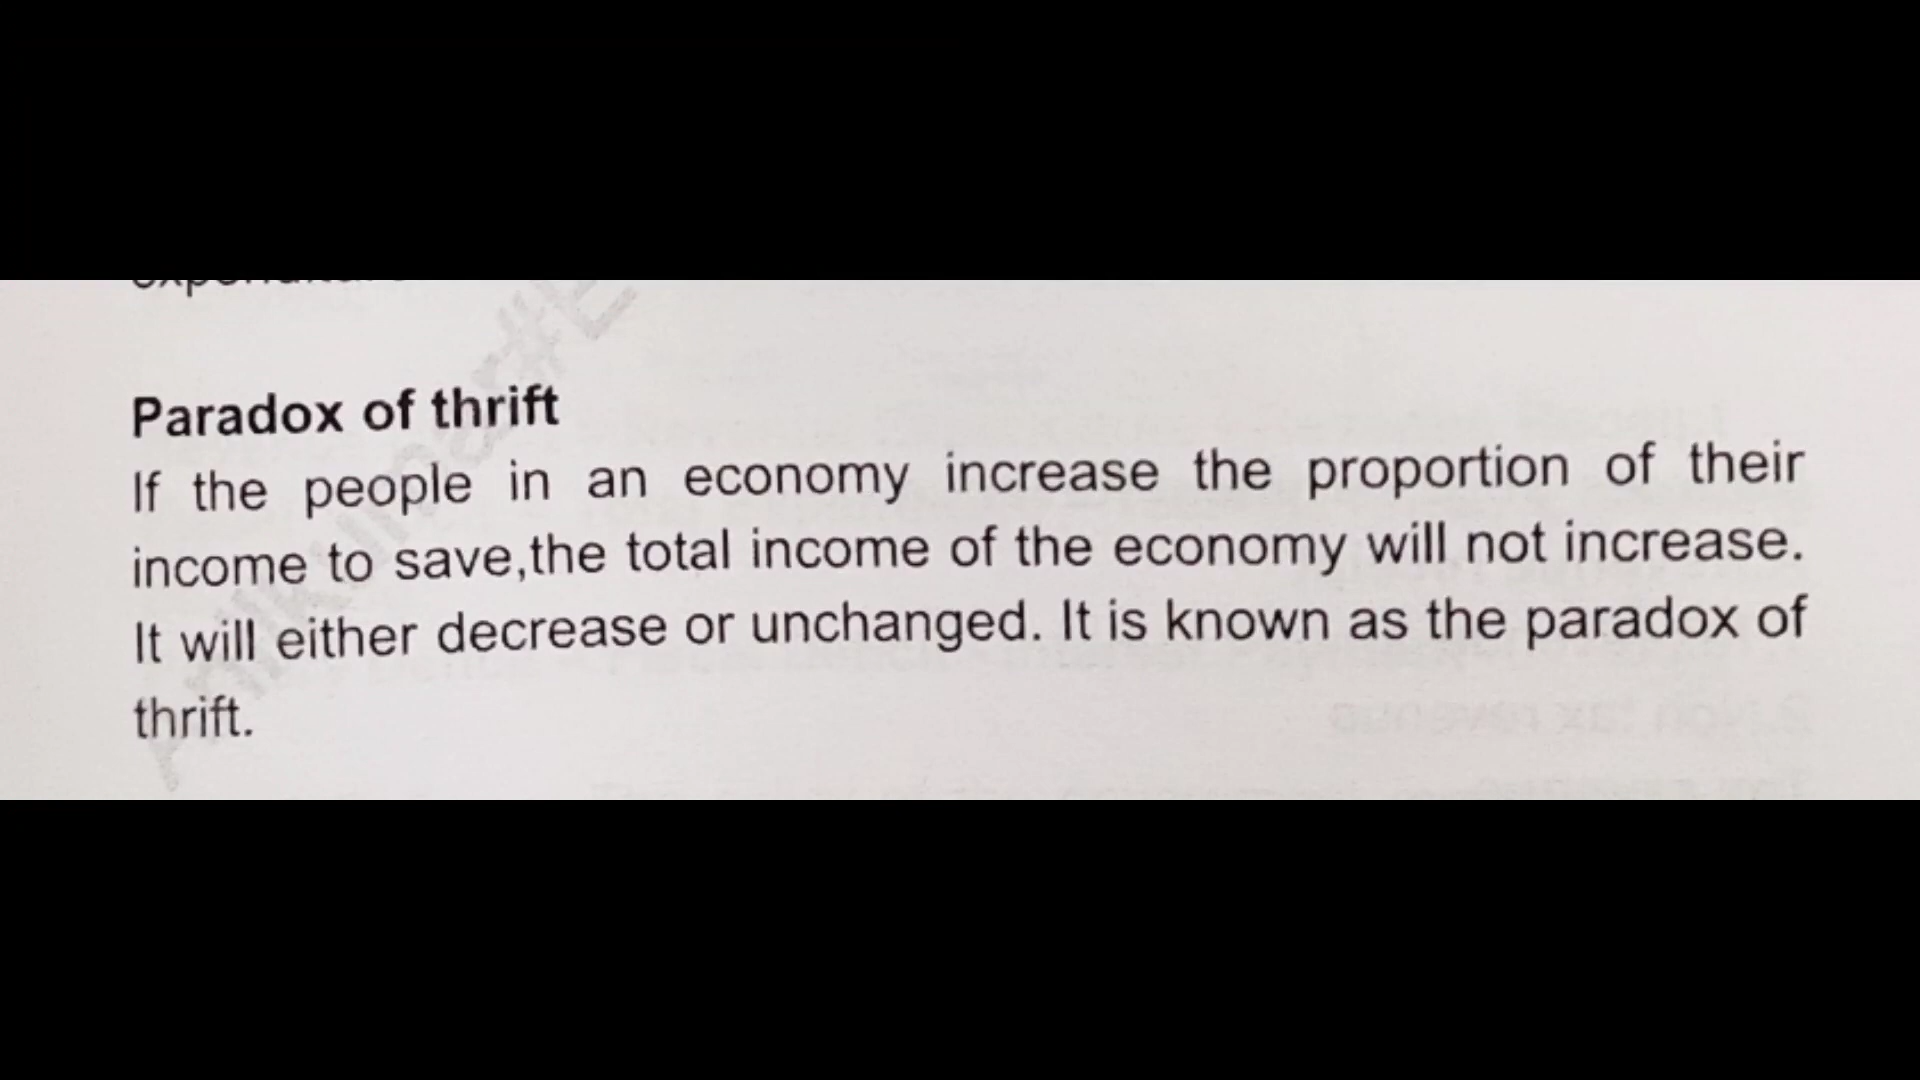 Paradox of thrift
If the people in an economy increase the proportion of their
income to save,the total income of the economy will not increase.
It will either decrease or unchanged. It is known as the paradox of
thrift.